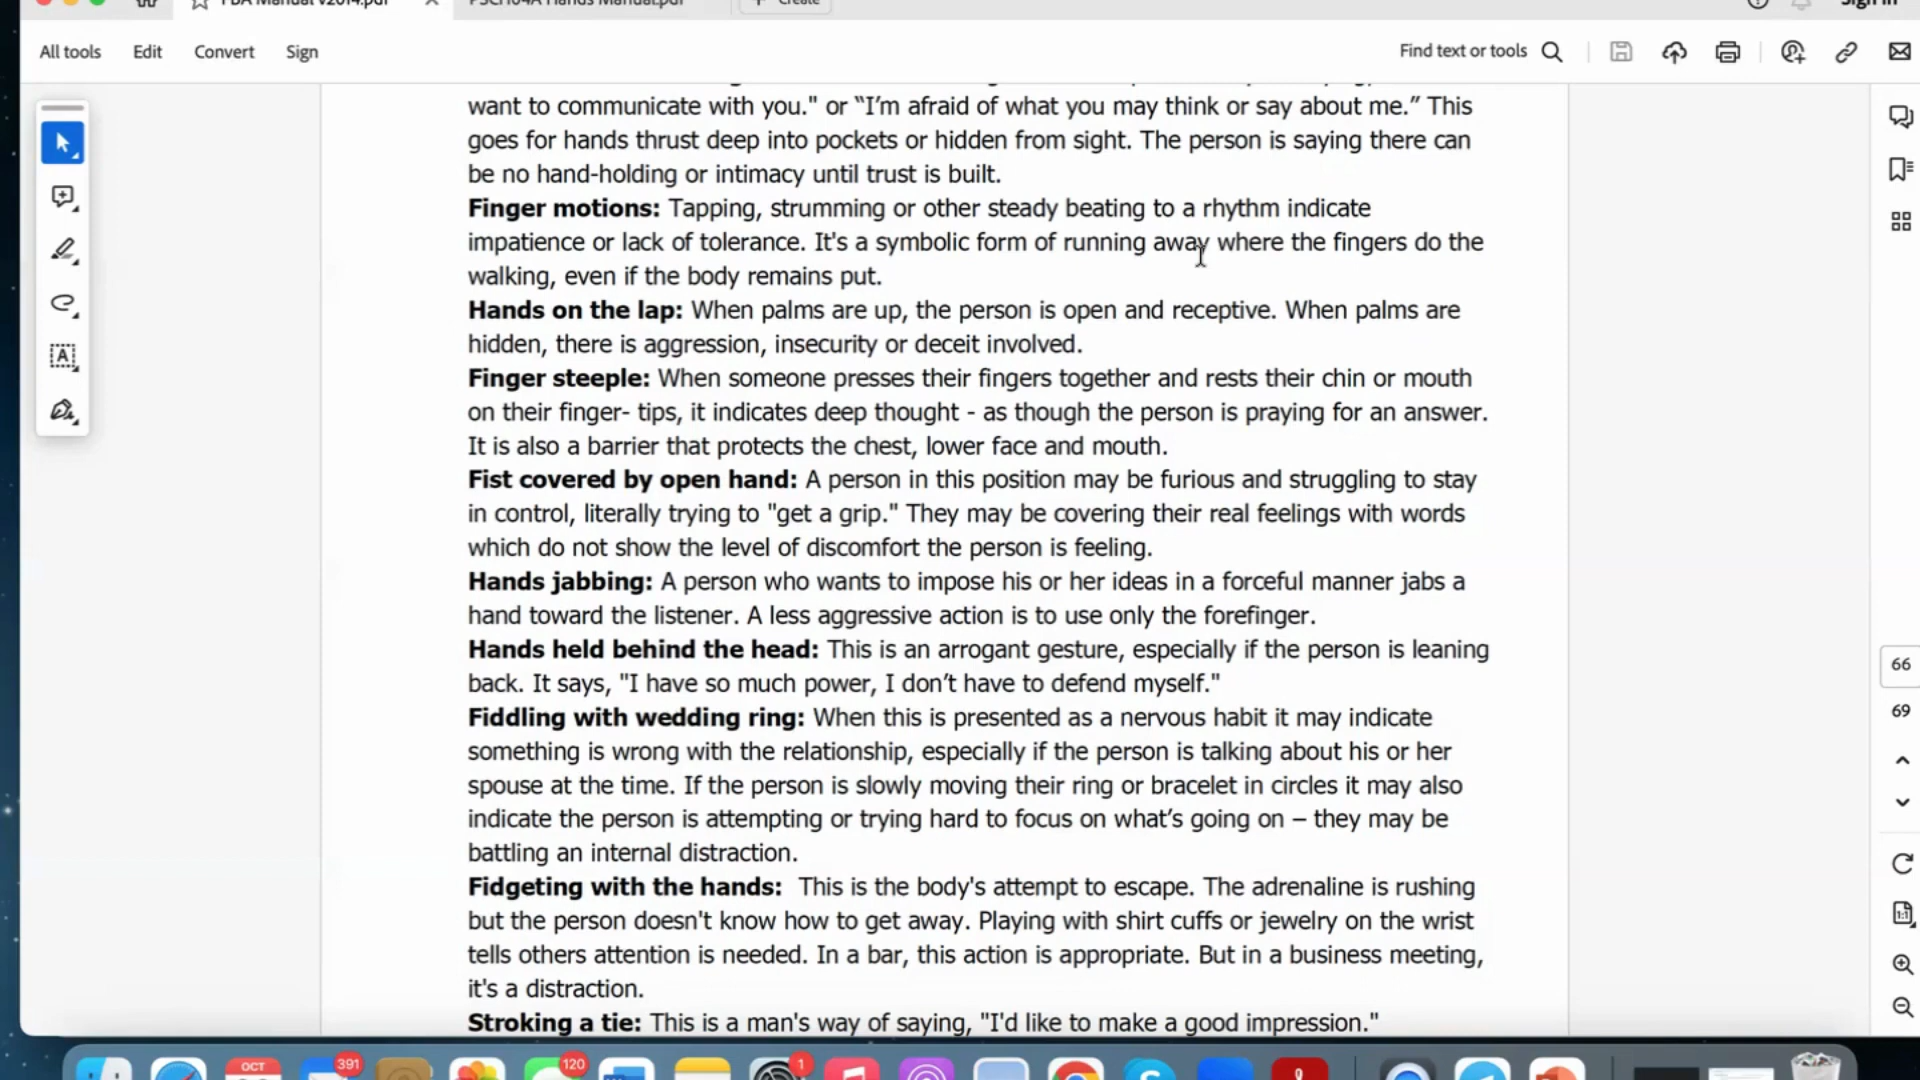 FBA Manual v2014.pdf
PSCH04A Hands Manual.pdf
Create
Sign in
All tools
Edit
Convert
Sign
Find text or tools
want to communicate with you." or “I’m afraid of what you may think or say about me.” This
goes for hands thrust deep into pockets or hidden from sight. The person is saying there can
be no hand-holding or intimacy until trust is built.
Finger motions: Tapping, strumming or other steady beating to a rhythm indicate
impatience or lack of tolerance. It's a symbolic form of running away where the fingers do the
walking, even if the body remains put.
Hands on the lap: When palms are up, the person is open and receptive. When palms are
hidden, there is aggression, insecurity or deceit involved.
Finger steeple: When someone presses their fingers together and rests their chin or mouth
on their finger- tips, it indicates deep thought - as though the person is praying for an answer.
It is also a barrier that protects the chest, lower face and mouth.
Fist covered by open hand: A person in this position may be furious and struggling to stay
in control, literally trying to "get a grip." They may be covering their real feelings with words
which do not show the level of discomfort the person is feeling.
Hands jabbing: A person who wants to impose his or her ideas in a forceful manner jabs a
hand toward the listener. A less aggressive action is to use only the forefinger.
Hands held behind the head: This is an arrogant gesture, especially if the person is leaning
back. It says, "I have so much power, I don’t have to defend myself."
Fiddling with wedding ring: When this is presented as a nervous habit it may indicate
something is wrong with the relationship, especially if the person is talking about his or her
spouse at the time. If the person is slowly moving their ring or bracelet in circles it may also
indicate the person is attempting or trying hard to focus on what’s going on – they may be
battling an internal distraction.
Fidgeting with the hands: This is the body's attempt to escape. The adrenaline is rushing
but the person doesn't know how to get away. Playing with shirt cuffs or jewelry on the wrist
tells others attention is needed. In a bar, this action is appropriate. But in a business meeting,
it's a distraction.
Stroking a tie: This is a man's way of saying, "I'd like to make a good impression."
66
69
OCT
391
120
1